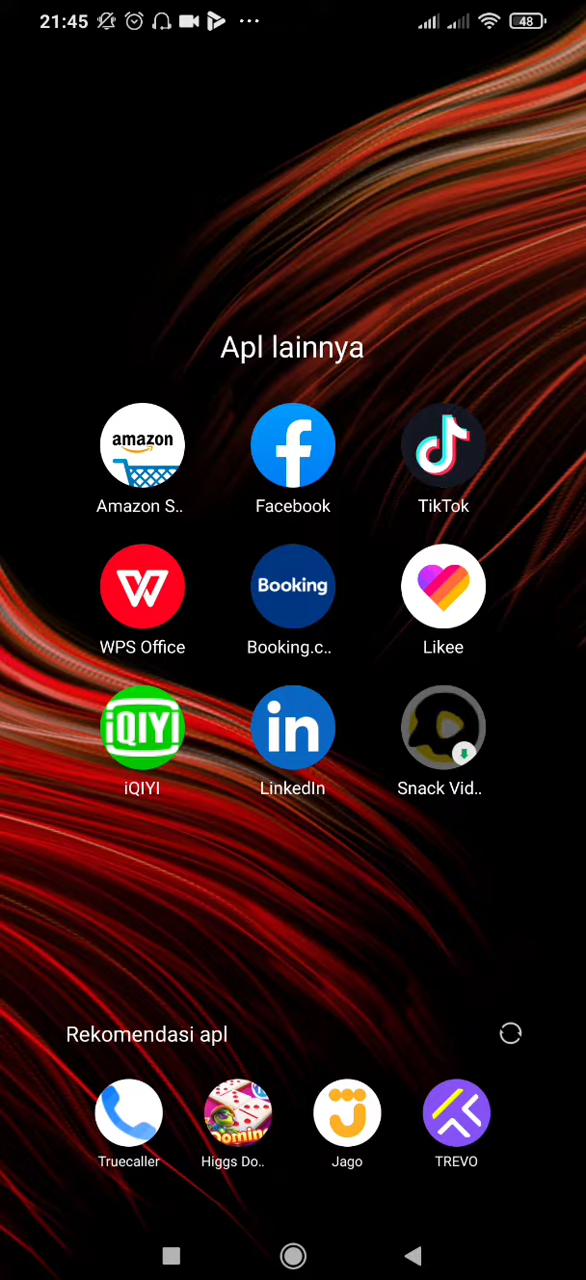 21:45
48
Apl lainnya
amazon
Amazon S..
Facebook
TikTok
WPS Office
Booking
Booking.c..
Likee
iQIYI
iQIYI
in
LinkedIn
Snack Vid..
Rekomendasi apl
Domino
Truecaller
Higgs Do..
Jago
TREVO